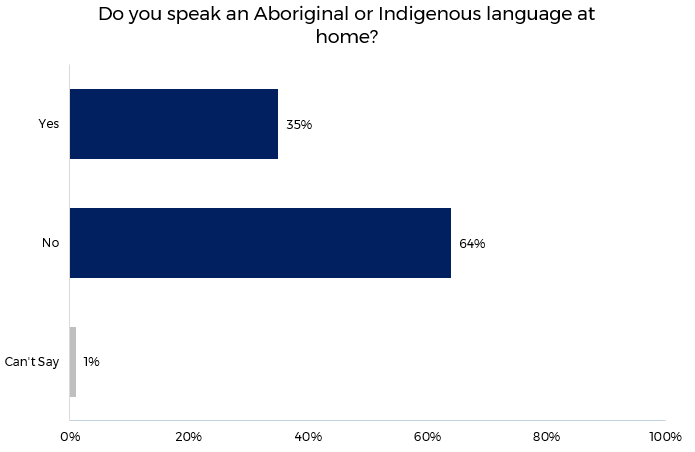 Do you speak an Aboriginal or Indigenous language at
home?
Yes
35%
No
64%
Can't Say
1%
0%
20%
40%
60%
80%
100%